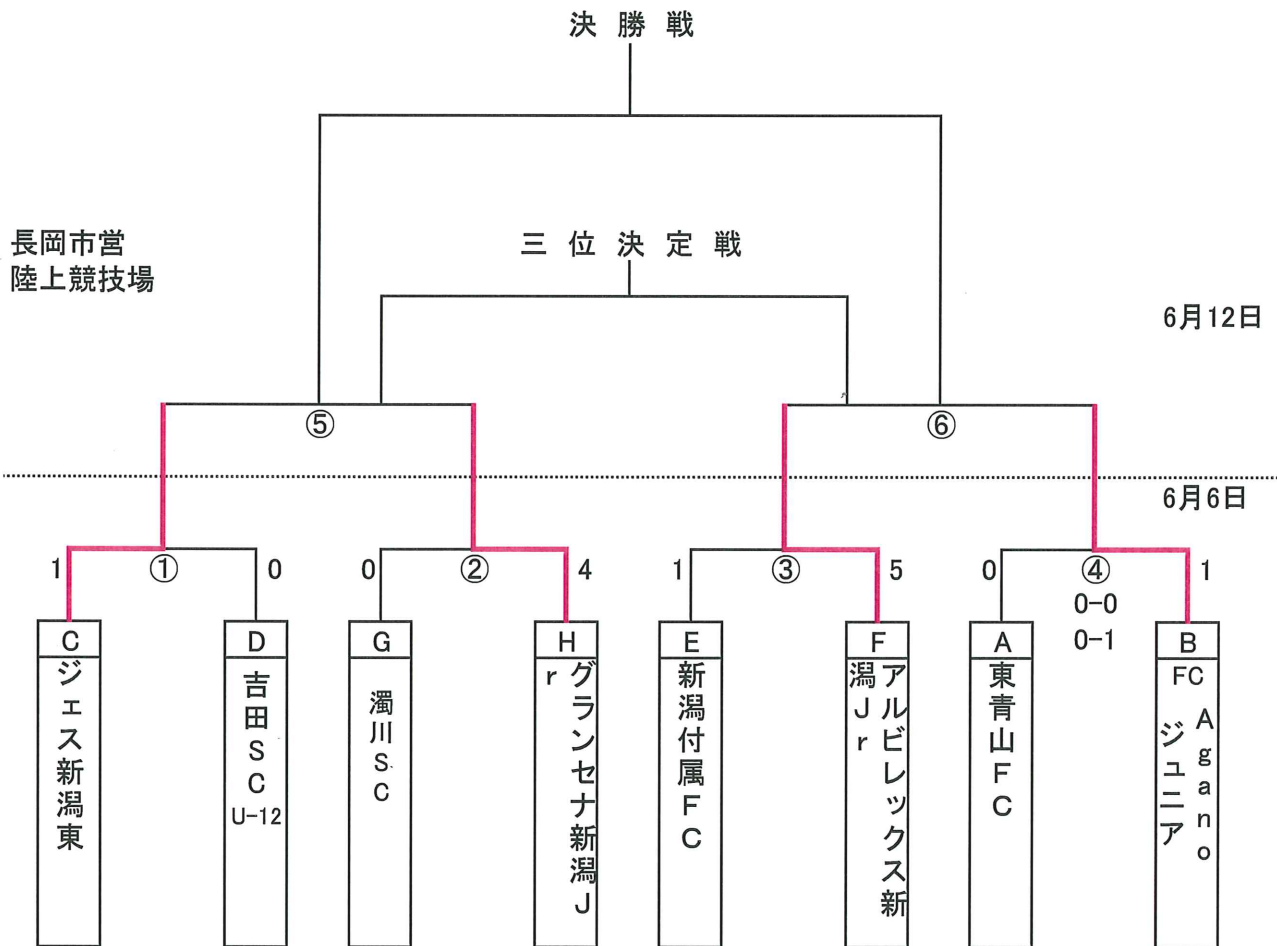 決勝戦
長岡市営
陸上競技場
三位決定戦
6月12日
⑤
⑥
6月6日
1
①
0
0
②
4
1
③
5
0
④
1
0-0
0-1
C
ジェス新潟東
D
吉田SC
U-12
G
濁川SC
H
グランセナ新潟J
r
E
新潟付属FC
F
アルビレックス新
潟Jr
A
東青山FC
B
FC
Agano
ジュニア